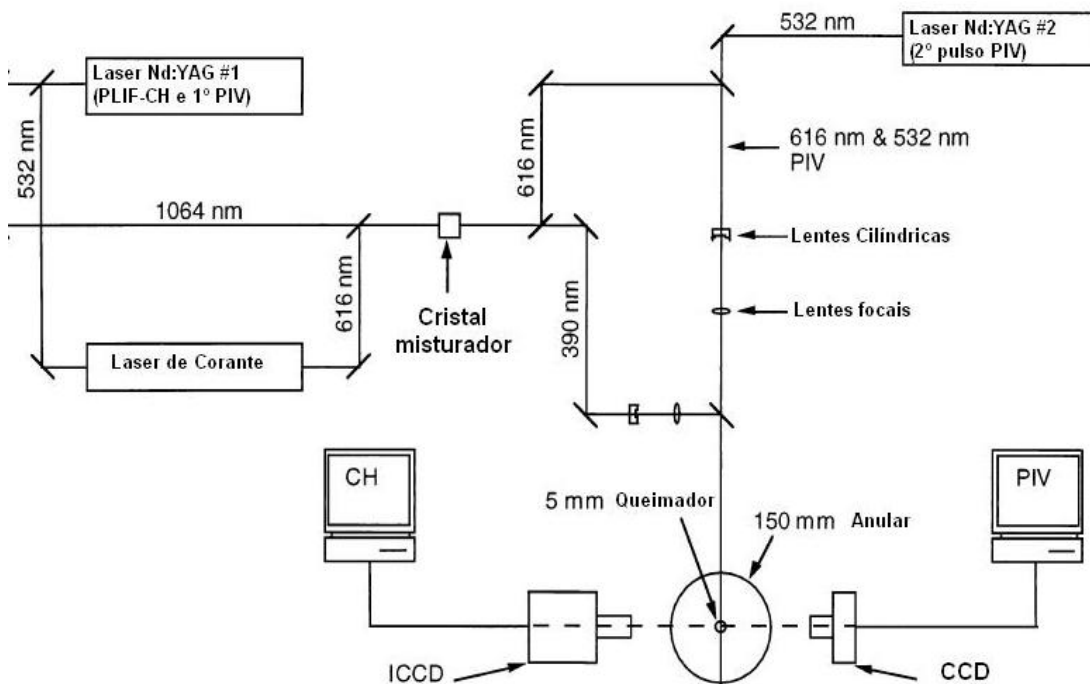 532 nm
Laser Nd:YAG #2
(2º pulso PIV)
Laser Nd:YAG #1
(PLIF-CH e 1º PIV)
532 nm
616 nm
616 nm & 532 nm
PIV
1064 nm
Lentes Cilíndricas
616 nm
Cristal
misturador
390 nm
Lentes focais
Laser de Corante
CH
PIV
5 mm Queimador
150 mm Anular
ICCD
CCD